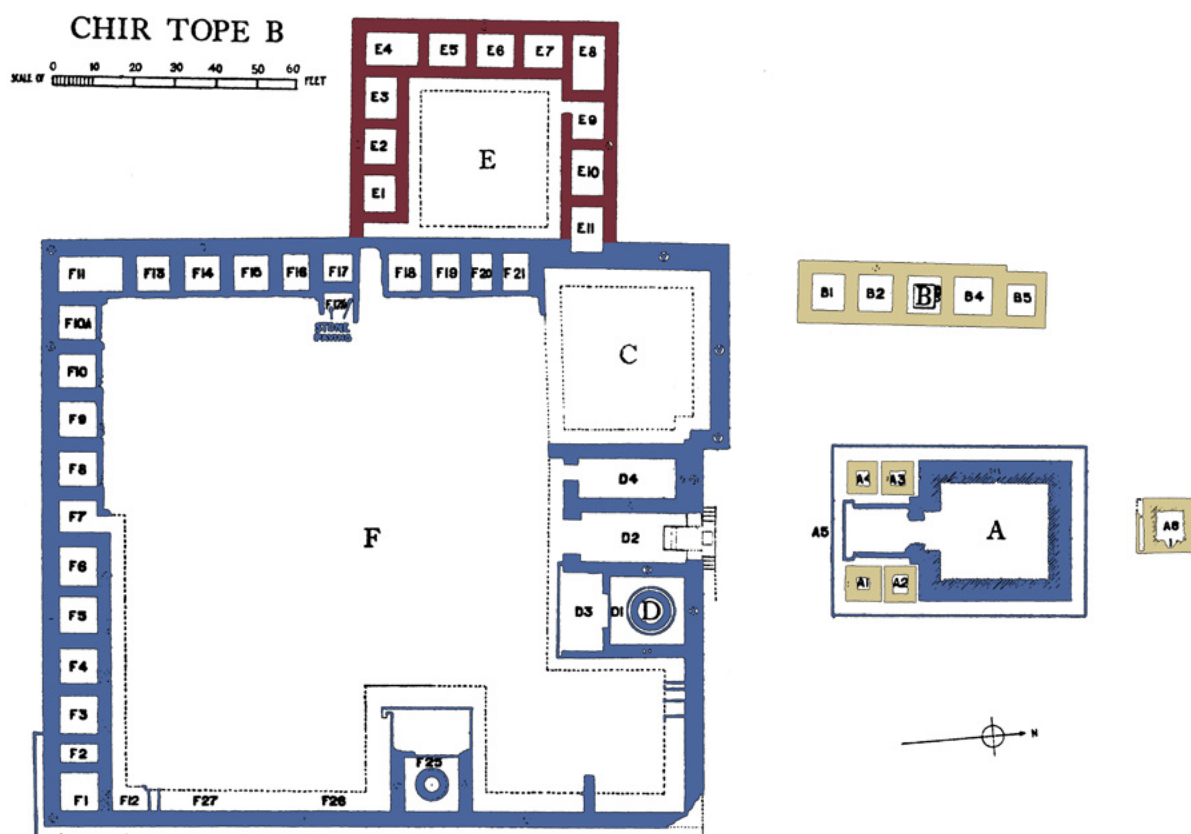 CHIR TOPE B
SCALE OF 0 10 20 30 40 50 60 FEET
E4 E5 E6 E7 E8
E3 E9
E2 E
E10
E1
E11
F11 F13 F14 F15 F16 F17 F18 F19 F20 F21
B1 B2 B B4 B5
F10A
STONE
PAVING
C
F10
F9
F8 D4 A4 A3
F7
F D2 A5 A A6
F6
A1 A2
F5 D3 D1 D
F4
F3
N
F2
F25
F1 F12 F27 F26